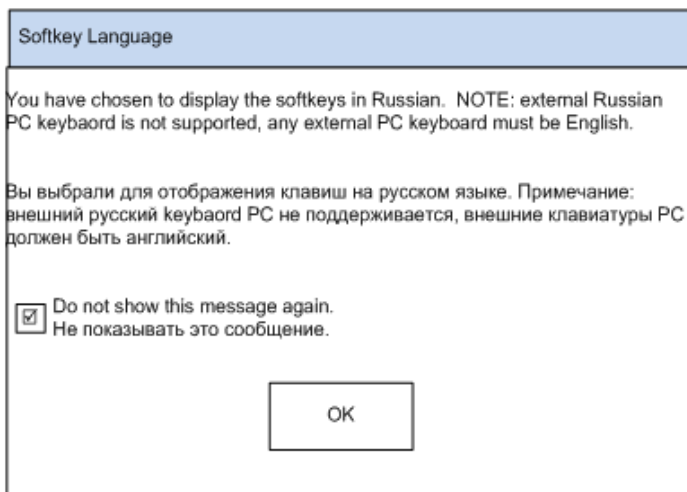 Softkey Language
You have chosen to display the softkeys in Russian. NOTE: external Russian
PC keybaord is not supported, any external PC keyboard must be English.
Вы выбрали для отображения клавиш на русском языке. Примечание:
внешний русский keybaord PC не поддерживается, внешние клавиатуры PC
должен быть английский.
Do not show this message again.
Не показывать это сообщение.
OK